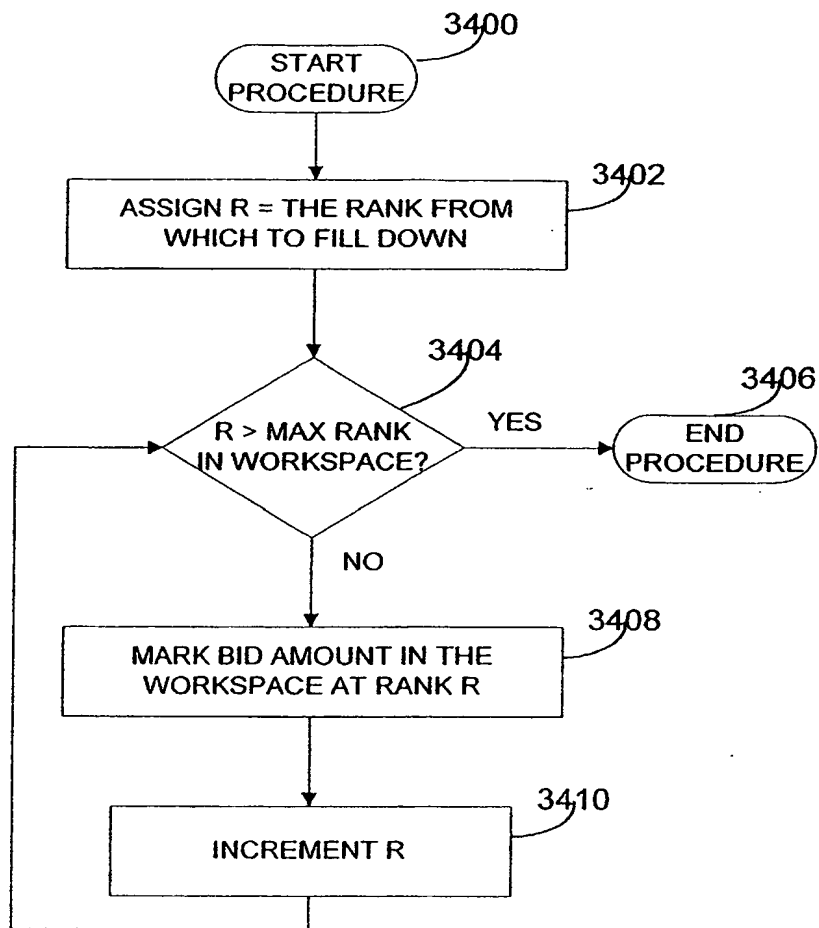 3400
START
PROCEDURE
3402
ASSIGN R = THE RANK FROM
WHICH TO FILL DOWN
3404
R > MAX RANK
IN WORKSPACE?
YES
3406
END
PROCEDURE
NO
3408
MARK BID AMOUNT IN THE
WORKSPACE AT RANK R
3410
INCREMENT R